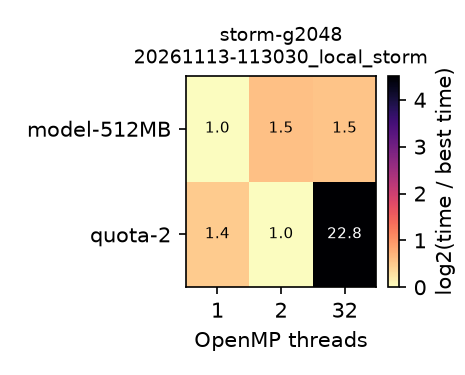 storm-g2048
20261113-113030_local_storm
model-512MB
1.0 1.5 1.5
quota-2
1.4 1.0 22.8
1 2 32
OpenMP threads
4
3
2
1
0
log2(time / best time)